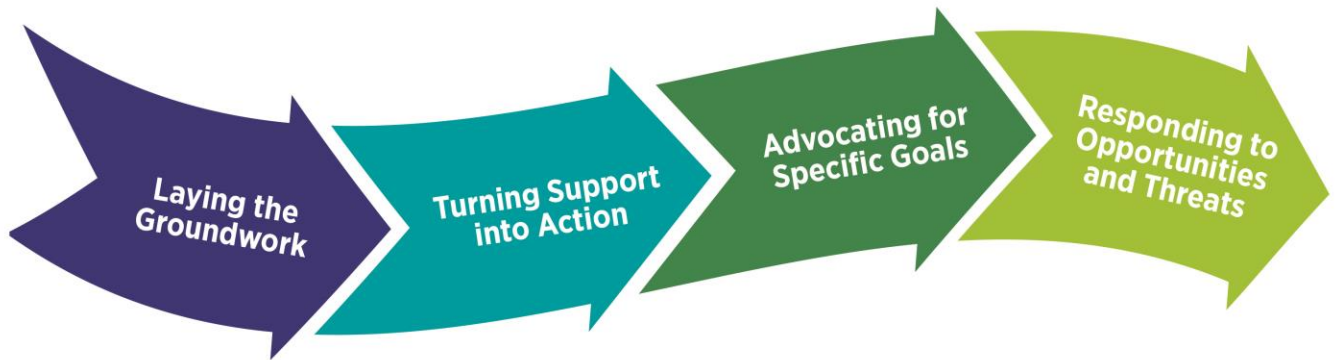 Laying the
Groundwork
Turning Support
into Action
Advocating for
Specific Goals
Responding to
Opportunities
and Threats